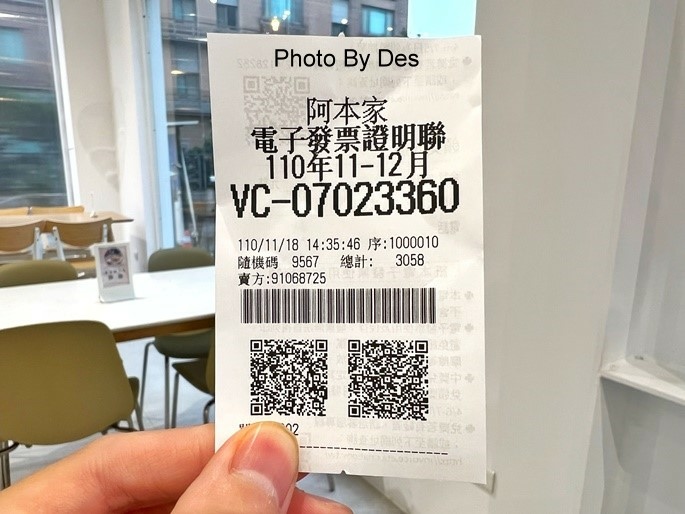 Photo By Des
阿本家
電子發票證明聯
110年11-12月
VC-07023360
110/11/18 14:35:46 序:1000010
隨機碼 9567 總計: 3058
賣方:91068725